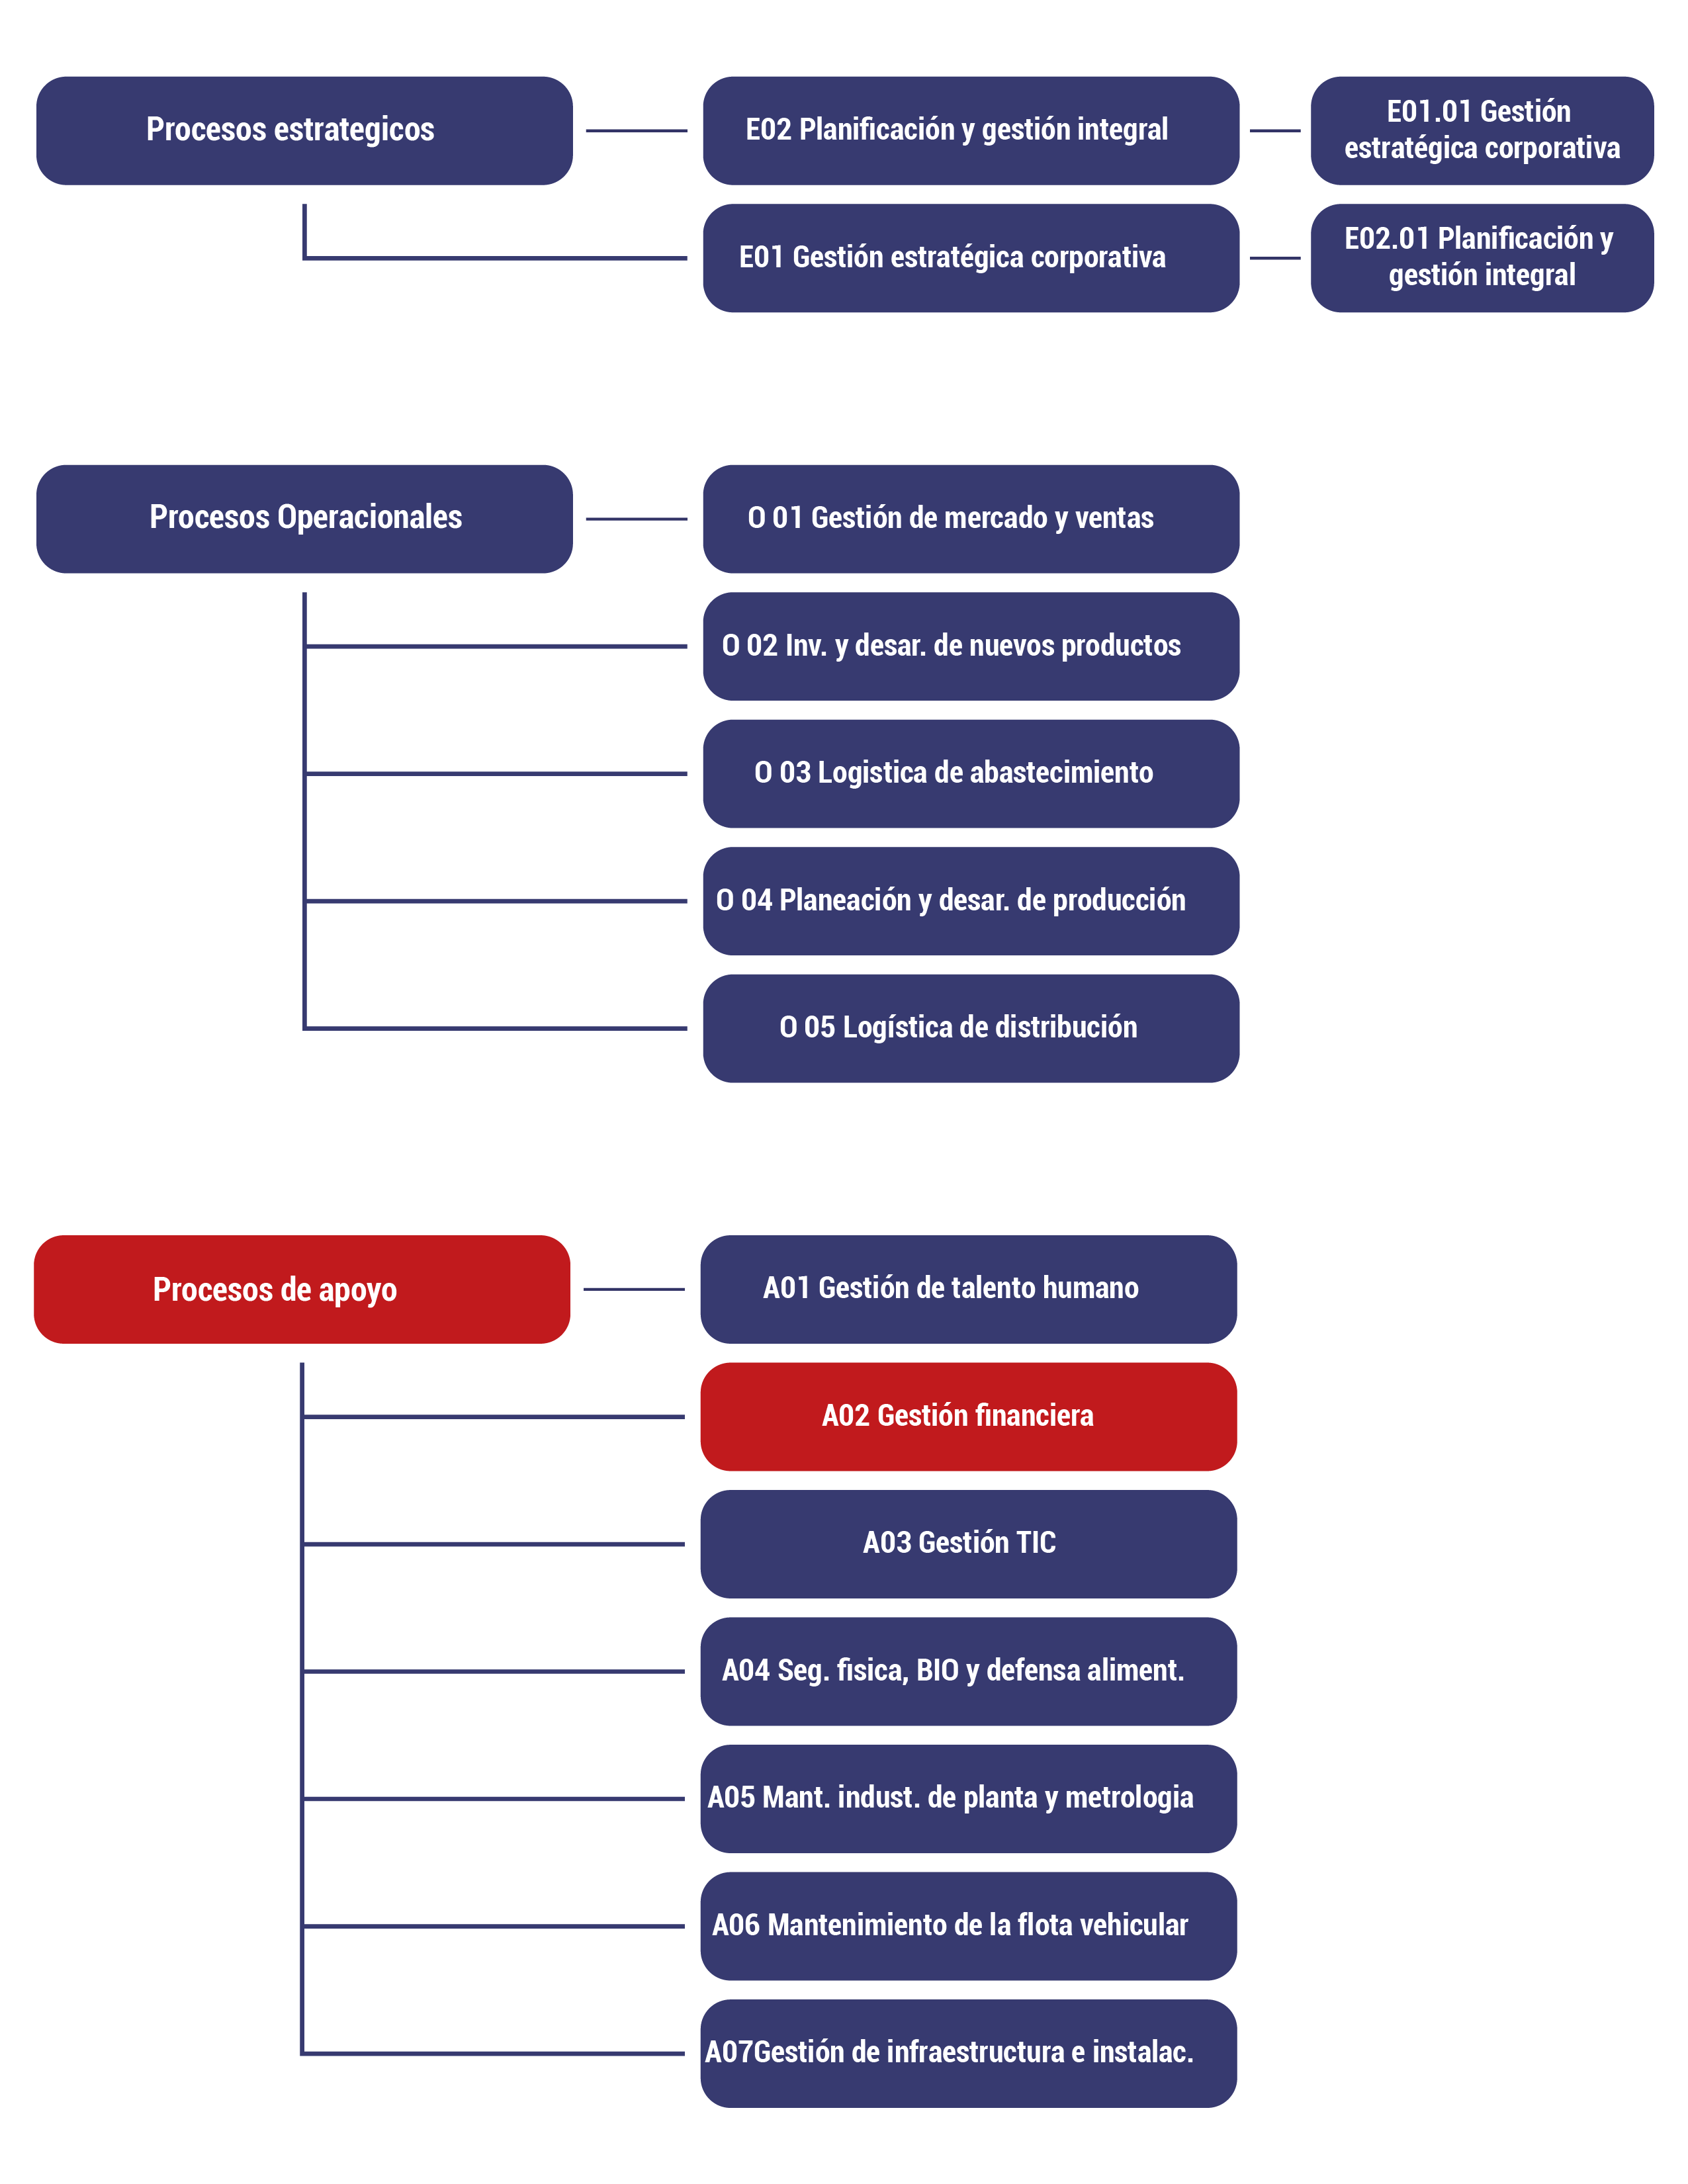 Procesos estrategicos
E02 Planificación y gestión integral
E01.01 Gestión
estratégica corporativa
E01 Gestión estratégica corporativa
E02.01 Planificación y
gestión integral
Procesos Operacionales
O 01 Gestión de mercado y ventas
O 02 Inv. y desar. de nuevos productos
O 03 Logistica de abastecimiento
O 04 Planeación y desar. de producción
O 05 Logística de distribución
Procesos de apoyo
A01 Gestión de talento humano
A02 Gestión financiera
A03 Gestión TIC
A04 Seg. fisica, BIO y defensa aliment.
A05 Mant. indust. de planta y metrologia
A06 Mantenimiento de la flota vehicular
A07Gestión de infraestructura e instalac.